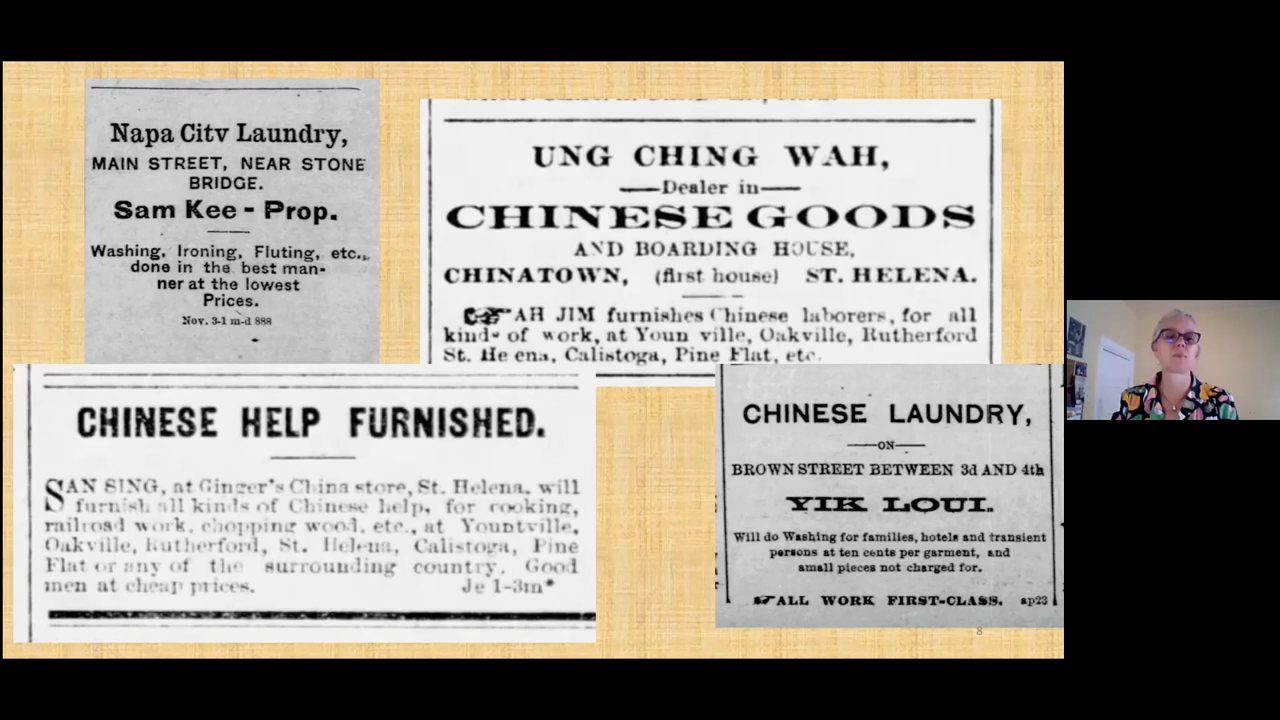 Napa City Laundry,
MAIN STREET, NEAR STONE
BRIDGE.
Sam Kee - Prop.
Washing, Ironing, Fluting, etc.,
done in the best man-
ner at the lowest
Prices.
Nov. 3-1 m-d 888
UNG CHING WAH,
—Dealer in—
CHINESE GOODS
AND BOARDING HOUSE,
CHINATOWN, (first house) ST. HELENA.
☞ AH JIM furnishes Chinese laborers, for all
kinds of work, at Youn ville, Oakville, Rutherford
St. He ena, Calistoga, Pine Flat, etc.
CHINESE HELP FURNISHED.
SAN SING, at Ginger's China store, St. Helena, will
furnish all kinds of Chinese help, for cooking,
railroad work, chopping wood, etc., at Yountville,
Oakville, Rutherford, St. Helena, Calistoga, Pine
Flat or any of the surrounding country. Good
men at cheap prices. Je 1-3m*
CHINESE LAUNDRY,
—ON—
BROWN STREET BETWEEN 3d AND 4th
YIK LOUI.
Will do Washing for families, hotels and transient
persons at ten cents per garment, and
small pieces not charged for.
☞ALL WORK FIRST-CLASS. ap23
8